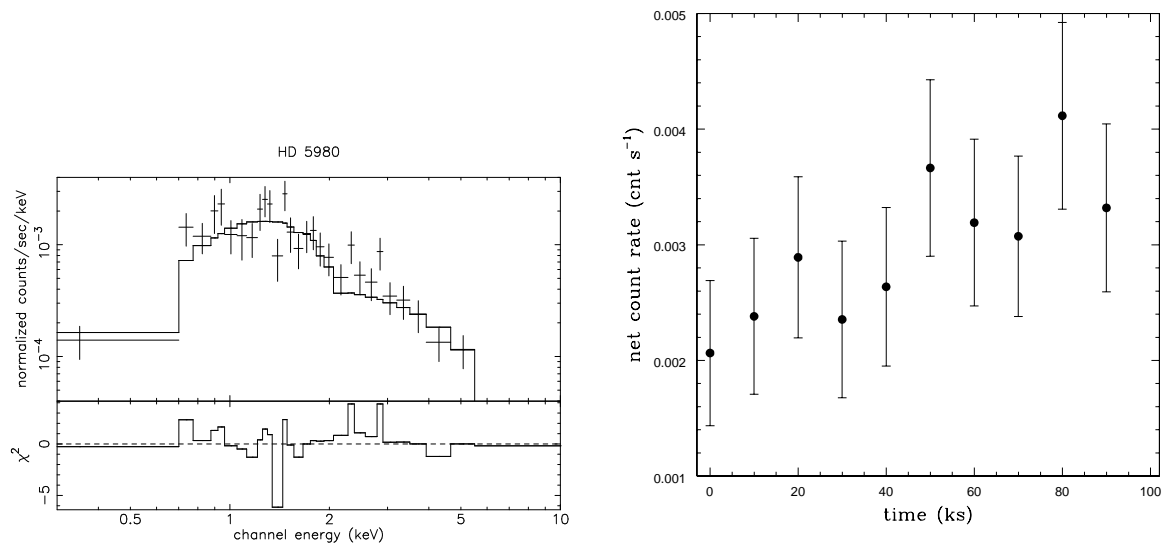 HD 5980
normalized counts/sec/keV
10⁻³
10⁻⁴
χ²
0
−5
0.5 1 2 5 10
channel energy (keV)
net count rate (cnt s⁻¹)
0.005
0.004
0.003
0.002
0.001
0 20 40 60 80 100
time (ks)